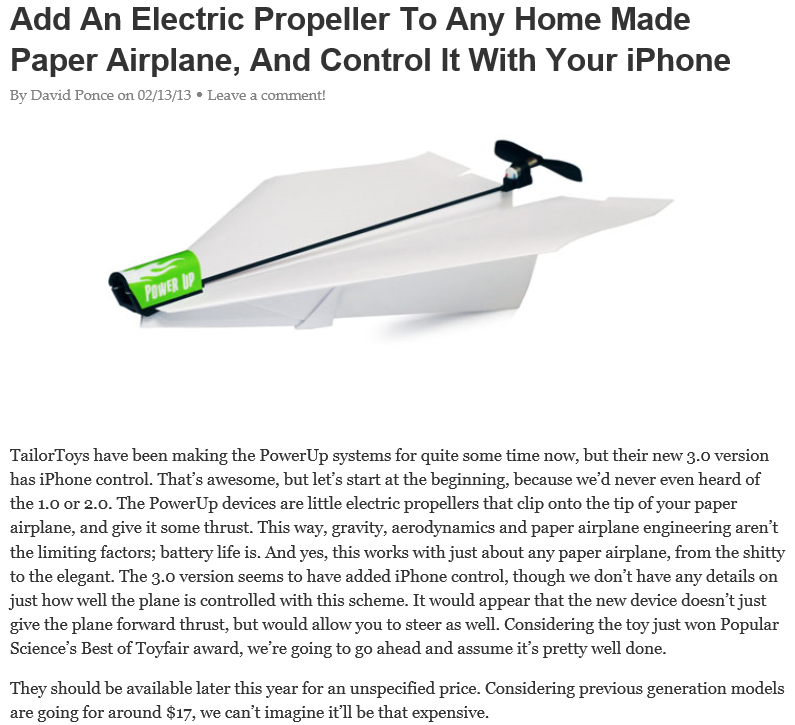 Add An Electric Propeller To Any Home Made
Paper Airplane, And Control It With Your iPhone
By David Ponce on 02/13/13 • Leave a comment!
POWER UP
TailorToys have been making the PowerUp systems for quite some time now, but their new 3.0 version
has iPhone control. That's awesome, but let's start at the beginning, because we'd never even heard of
the 1.0 or 2.0. The PowerUp devices are little electric propellers that clip onto the tip of your paper
airplane, and give it some thrust. This way, gravity, aerodynamics and paper airplane engineering aren't
the limiting factors; battery life is. And yes, this works with just about any paper airplane, from the shitty
to the elegant. The 3.0 version seems to have added iPhone control, though we don't have any details on
just how well the plane is controlled with this scheme. It would appear that the new device doesn't just
give the plane forward thrust, but would allow you to steer as well. Considering the toy just won Popular
Science's Best of Toyfair award, we're going to go ahead and assume it's pretty well done.
They should be available later this year for an unspecified price. Considering previous generation models
are going for around $17, we can't imagine it'll be that expensive.